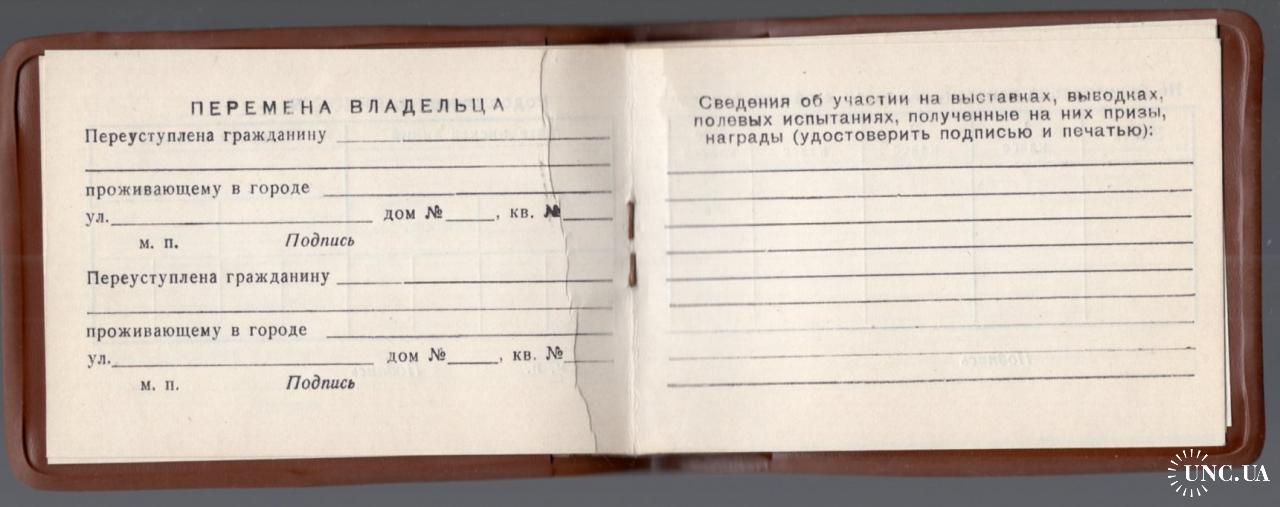 ПЕРЕМЕНА ВЛАДЕЛЬЦА
Переуступлена гражданину
проживающему в городе
ул. дом № , кв. №
м. п. Подпись
Переуступлена гражданину
проживающему в городе
ул. дом № , кв. №
м. п. Подпись
Сведения об участии на выставках, выводках,
полевых испытаниях, полученные на них призы,
награды (удостоверить подписью и печатью):
UNC.UA